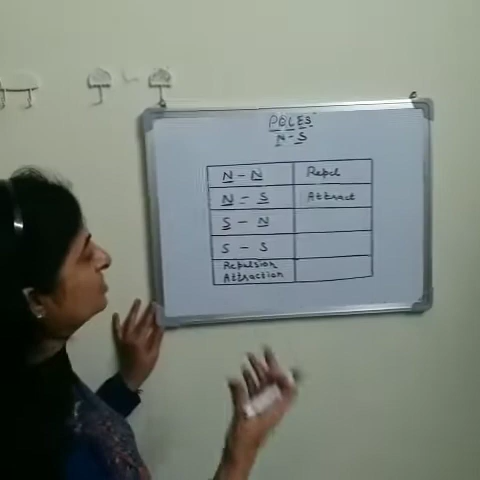 POLES
N - S
N - N Repel
N - S Attract
S - N
S - S
Repulsion
Attraction